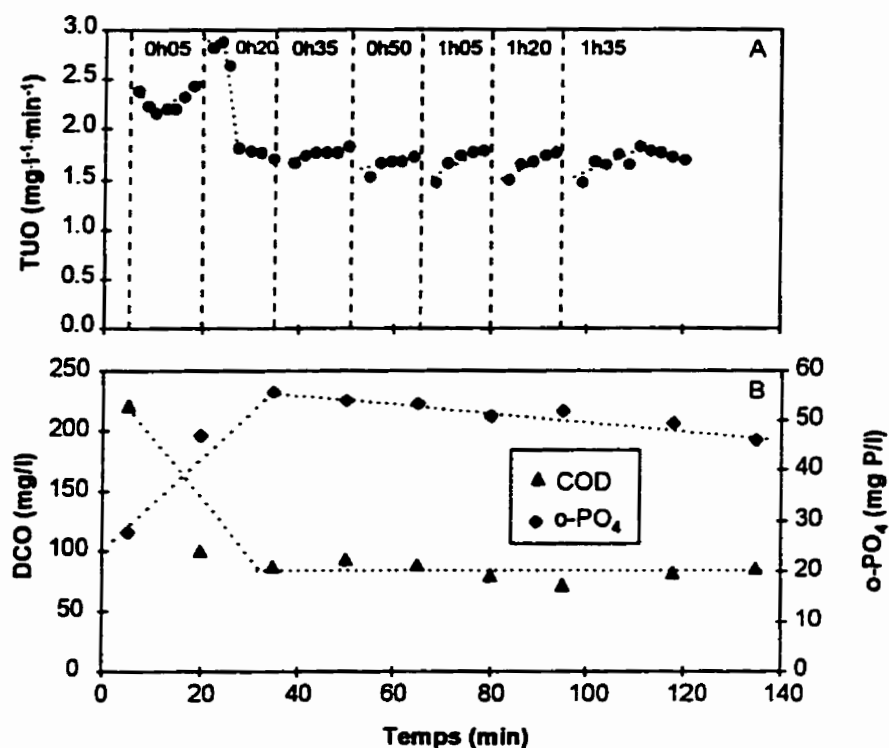 0h05 0h20 0h35 0h50 1h05 1h20 1h35 A
3.0
2.5
2.0
1.5
1.0
0.5
0.0
TUO (mg·l⁻¹·min⁻¹)
B
250
200
150
100
50
0
DCO (mg/l)
COD
o-PO₄
60
50
40
30
20
10
0
o-PO₄ (mg P/l)
0 20 40 60 80 100 120 140
Temps (min)